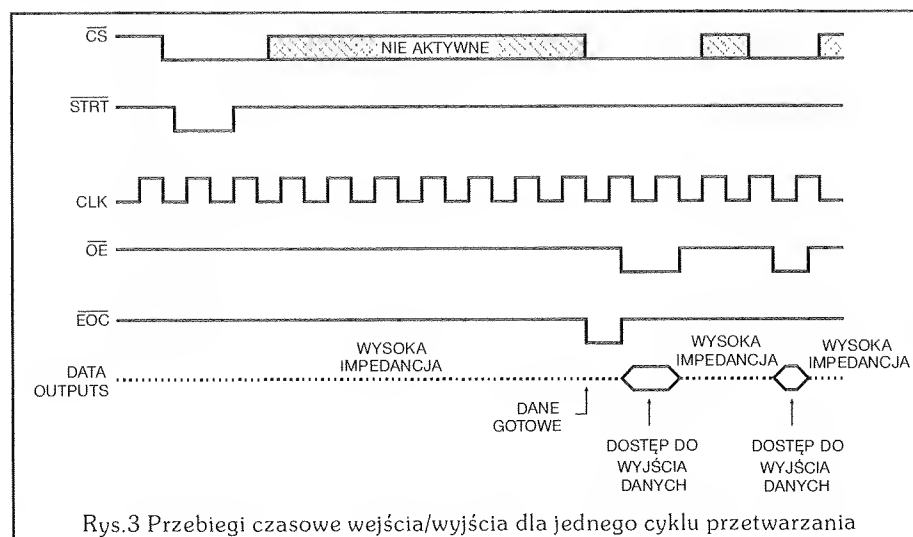 CS
NIE AKTYWNE
STRT
CLK
OE
EOC
DATA
OUTPUTS
WYSOKA
IMPEDANCJA
WYSOKA
IMPEDANCJA
WYSOKA
IMPEDANCJA
DANE
GOTOWE
DOSTĘP DO
WYJŚCIA
DANYCH
DOSTĘP DO
WYJŚCIA
DANYCH
Rys.3 Przebiegi czasowe wejścia/wyjścia dla jednego cyklu przetwarzania